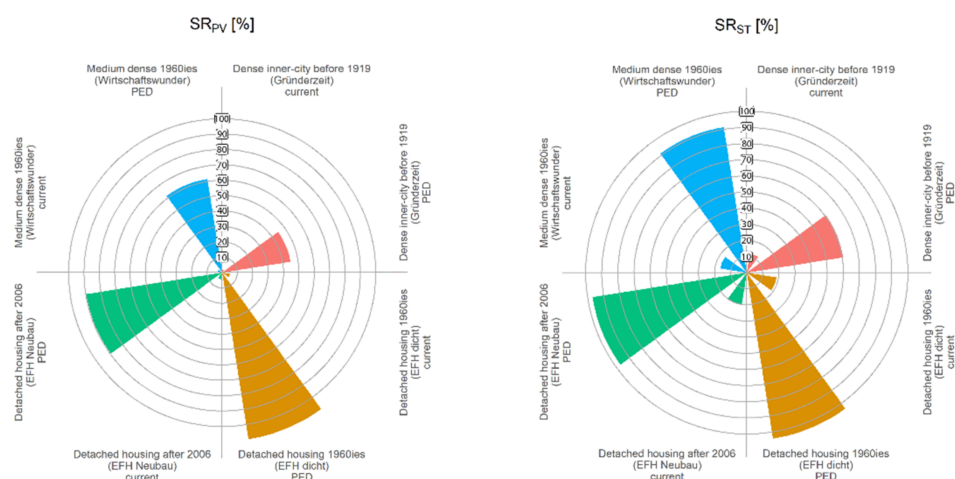 SRPV [%]
Medium dense 1960ies
(Wirtschaftswunder)
PED
Dense inner-city before 1919
(Gründerzeit)
current
100
90
80
70
60
50
40
30
20
10
Medium dense 1960ies
(Wirtschaftswunder)
current
Dense inner-city before 1919
(Gründerzeit)
PED
Detached housing after 2006
(EFH Neubau)
PED
Detached housing 1960ies
(EFH dicht)
current
Detached housing after 2006
(EFH Neubau)
current
Detached housing 1960ies
(EFH dicht)
PED
SRST [%]
Medium dense 1960ies
(Wirtschaftswunder)
PED
Dense inner-city before 1919
(Gründerzeit)
current
100
90
80
70
60
50
40
30
20
10
Medium dense 1960ies
(Wirtschaftswunder)
current
Dense inner-city before 1919
(Gründerzeit)
PED
Detached housing after 2006
(EFH Neubau)
PED
Detached housing 1960ies
(EFH dicht)
current
Detached housing after 2006
(EFH Neubau)
current
Detached housing 1960ies
(EFH dicht)
PED